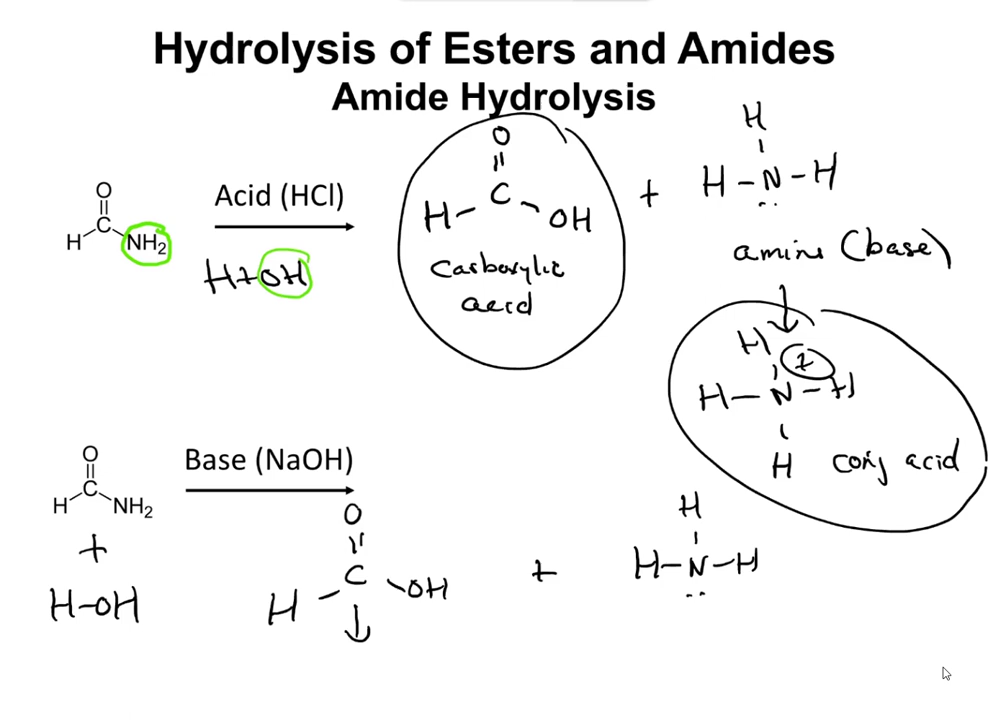 Hydrolysis of Esters and Amides
Amide Hydrolysis
O
C
H NH2
Acid (HCl)
H+OH
O
C
H OH
Carboxylic
acid
+
H
H-N-H
amine (base)
H
+
H-N-H
H
conj acid
O
C
H NH2
+
H-OH
Base (NaOH)
O
C
H OH
+
H
H-N-H